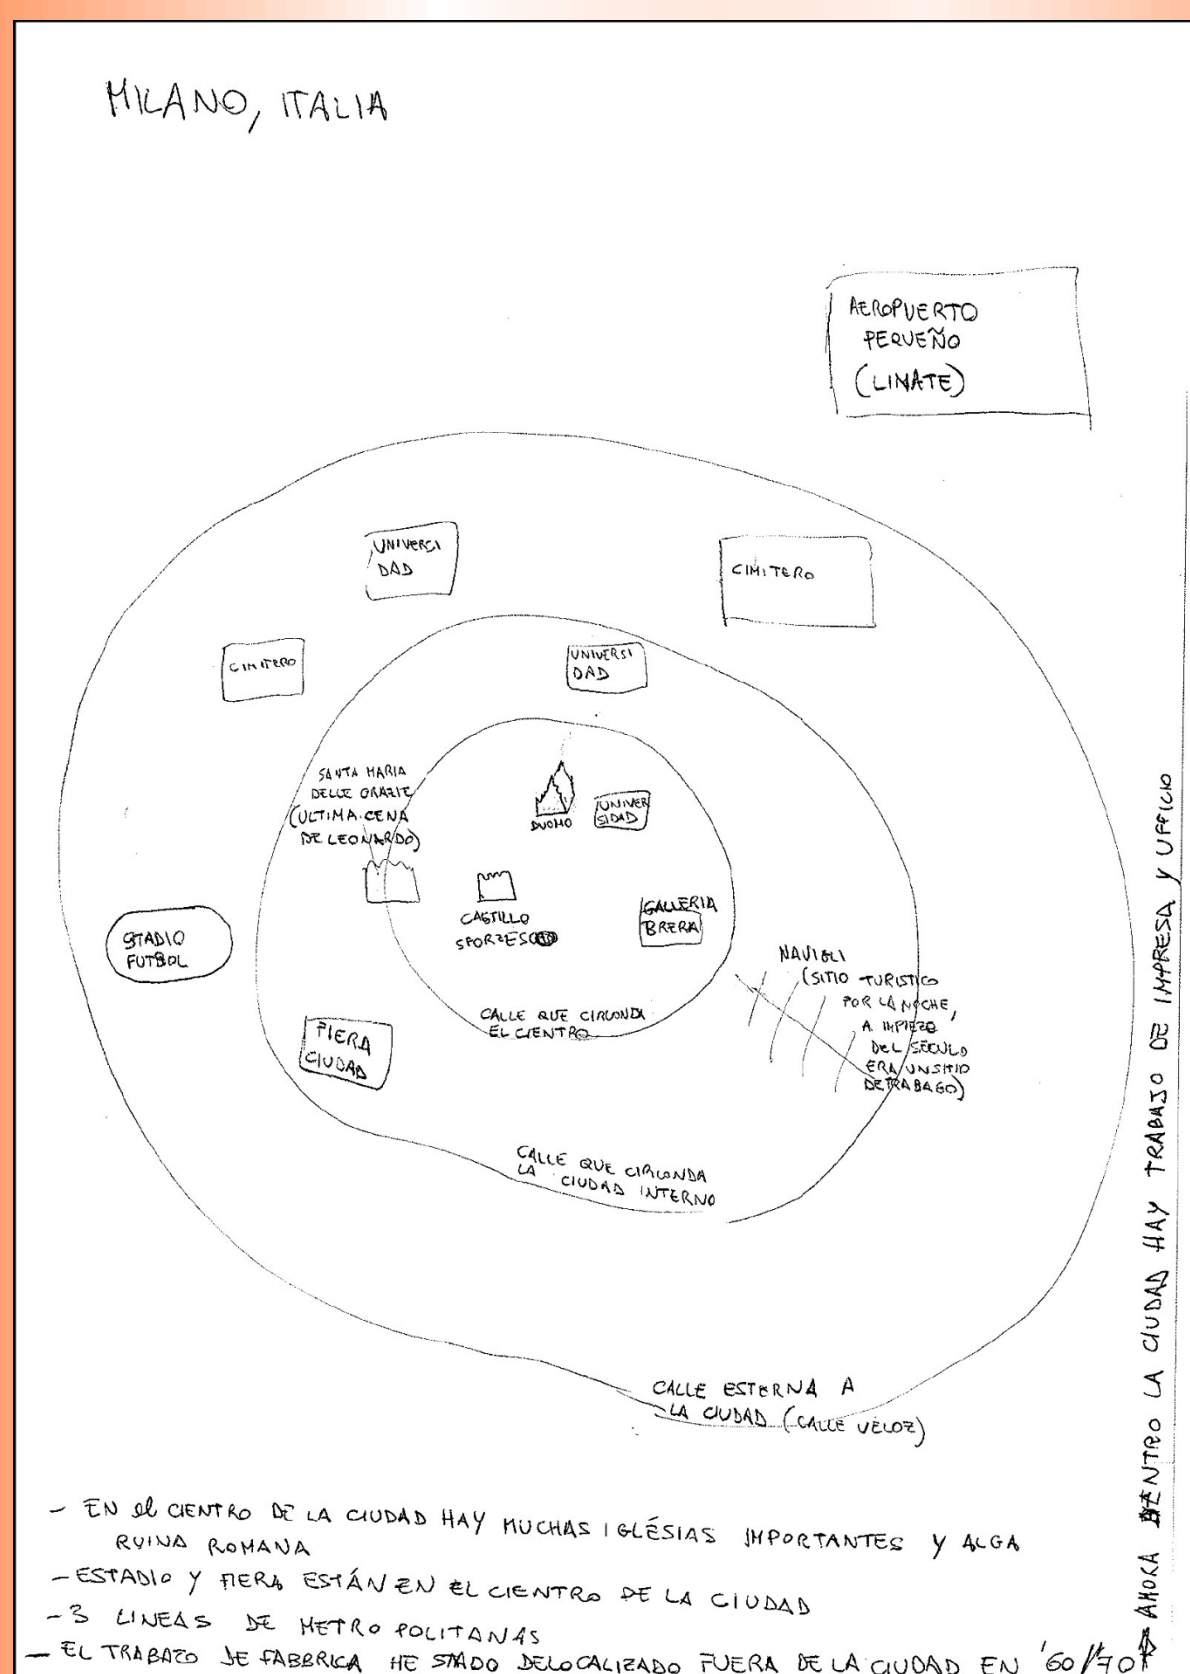 MILANO, ITALIA
AEROPUERTO
PEQUEÑO
(LINATE)
UNIVERSI
DAD
CIMITERO
CIMITERO
UNIVERSI
DAD
SANTA MARIA
DELLE GRAZIE
(ULTIMA CENA
DE LEONARDO)
DUOMO
UNIVER
SIDAD
CASTILLO
SFORZESCO
GALLERIA
BRERA
STADIO
FUTBOL
NAVIGLI
(SITIO TURISTICO
POR LA NOCHE,
A IMPIEZO
DEL SÉCULO
ERA UN SITIO
DE TRABAGO)
CALLE QUE CIRCONDA
EL CIENTRO
FIERA
CIUDAD
CALLE QUE CIRCONDA
LA CIUDAD INTERNO
CALLE ESTERNA A
LA CIUDAD (CALLE VELOZ)
- EN el CIENTRO DE LA CIUDAD HAY MUCHAS IGLÉSIAS IMPORTANTES Y ALGA
RUINA ROMANA
- ESTADIO Y FIERA ESTÁN EN EL CIENTRO DE LA CIUDAD
- 3 LINEAS DE METROPOLITANAS
- EL TRABAZO DE FABBRICA HE STADO DELOCALIZADO FUERA DE LA CIUDAD EN '60/'70
AHORA DENTRO LA CIUDAD HAY TRABAJO DE IMPRESA Y UFFICIO